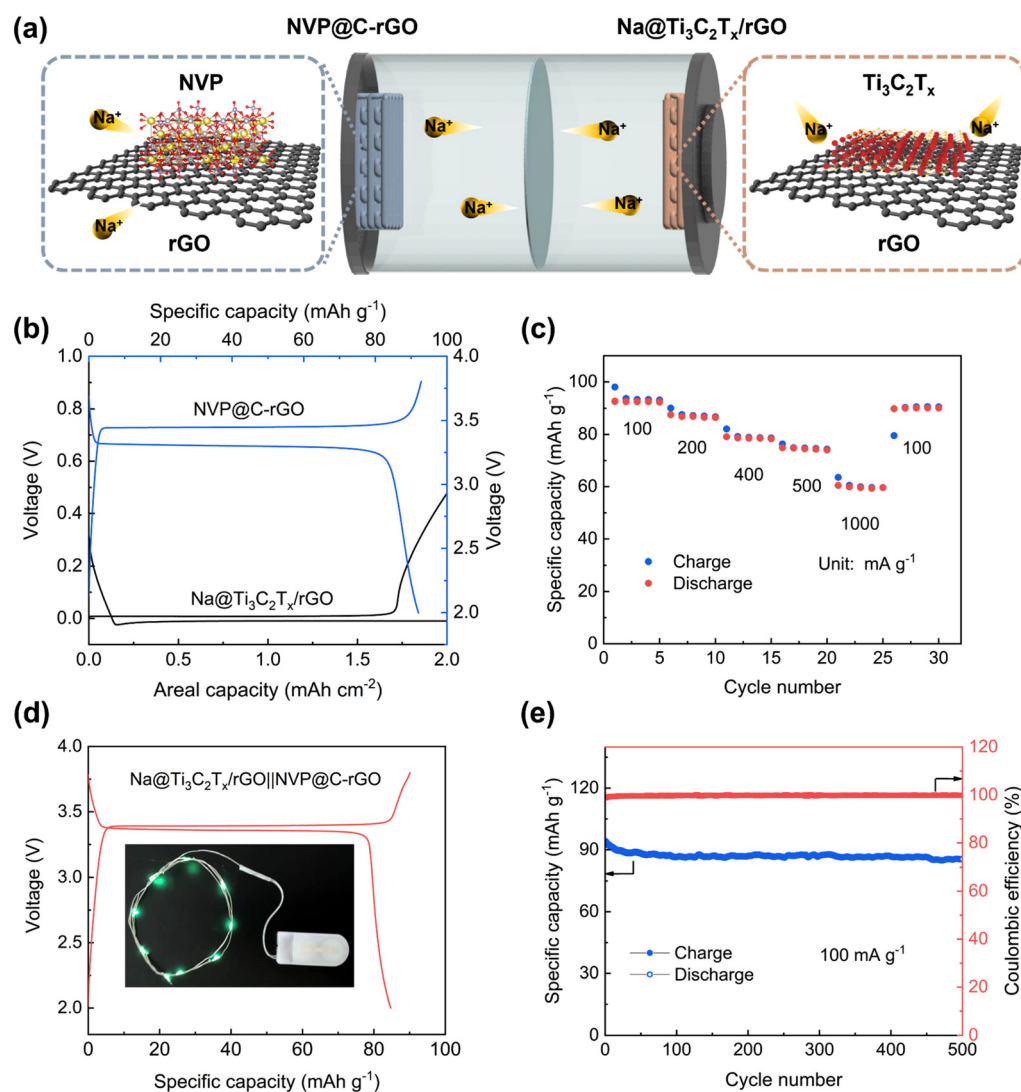 (a)
NVP@C-rGO
Na@Ti₃C₂Tₓ/rGO
NVP
Na⁺
Na⁺
rGO
Na⁺
Na⁺
Na⁺
Na⁺
Ti₃C₂Tₓ
Na⁺
Na⁺
rGO
(b)
Specific capacity (mAh g⁻¹)
0 20 40 60 80 100
1.0
0.8
0.6
0.4
0.2
0.0
Voltage (V)
4.0
3.5
3.0
2.5
2.0
Voltage (V)
NVP@C-rGO
Na@Ti₃C₂Tₓ/rGO
0.0 0.5 1.0 1.5 2.0
Areal capacity (mAh cm⁻²)
(c)
100
80
60
40
20
0
Specific capacity (mAh g⁻¹)
100
200
400
500
1000
100
Charge
Discharge
Unit: mA g⁻¹
0 5 10 15 20 25 30
Cycle number
(d)
4.0
3.5
3.0
2.5
2.0
Voltage (V)
Na@Ti₃C₂Tₓ/rGO||NVP@C-rGO
0 20 40 60 80 100
Specific capacity (mAh g⁻¹)
(e)
120
90
60
30
0
Specific capacity (mAh g⁻¹)
120
100
80
60
40
20
0
Coulombic efficiency (%)
Charge
Discharge
100 mA g⁻¹
0 100 200 300 400 500
Cycle number